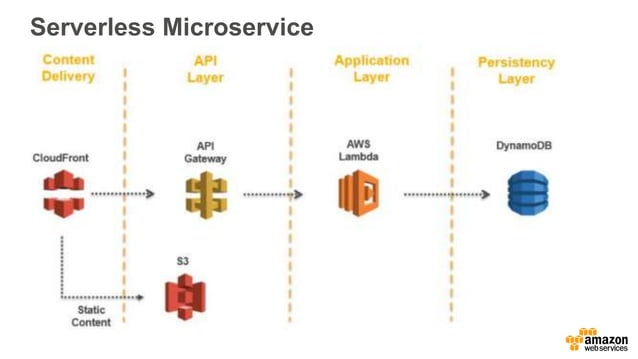 Serverless Microservice
Content
Delivery
API
Layer
Application
Layer
Persistency
Layer
CloudFront
API
Gateway
AWS
Lambda
DynamoDB
S3
Static
Content
amazon
webservices